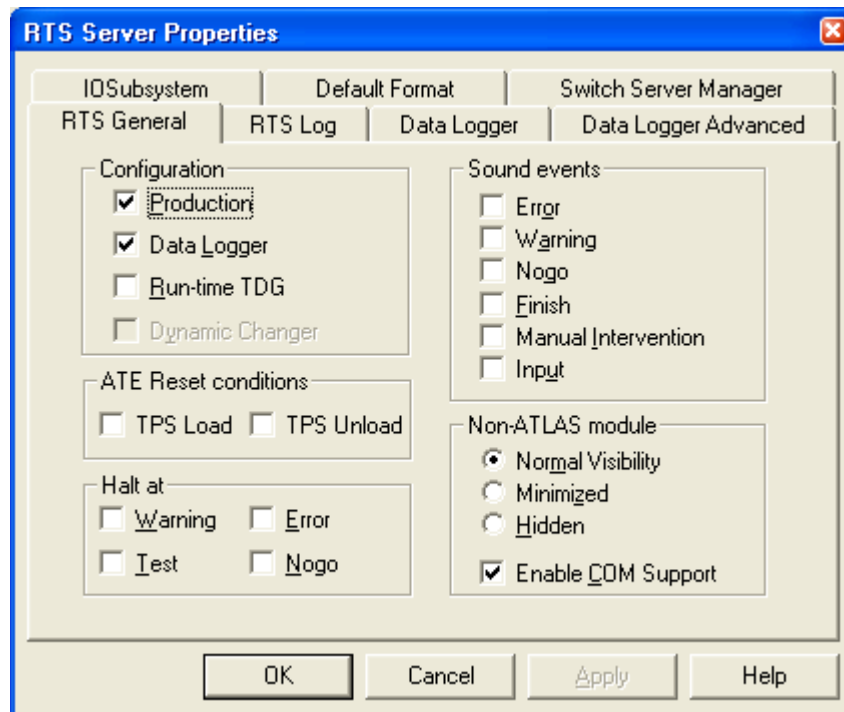 RTS Server Properties
IOSubsystem
Default Format
Switch Server Manager
RTS General
RTS Log
Data Logger
Data Logger Advanced
Configuration
Production
Data Logger
Run-time TDG
Dynamic Changer
ATE Reset conditions
TPS Load
TPS Unload
Halt at
Warning
Error
Test
Nogo
Sound events
Error
Warning
Nogo
Finish
Manual Intervention
Input
Non-ATLAS module
Normal Visibility
Minimized
Hidden
Enable COM Support
OK
Cancel
Apply
Help